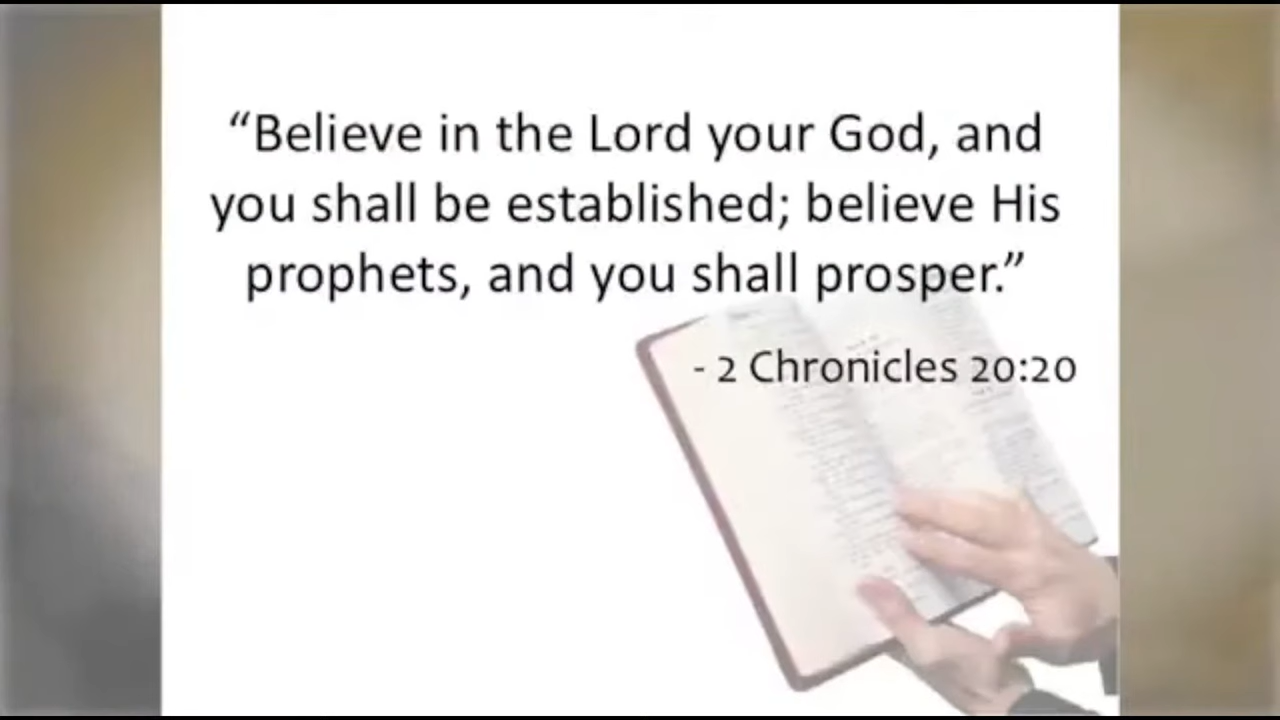 “Believe in the Lord your God, and
you shall be established; believe His
prophets, and you shall prosper.”
- 2 Chronicles 20:20